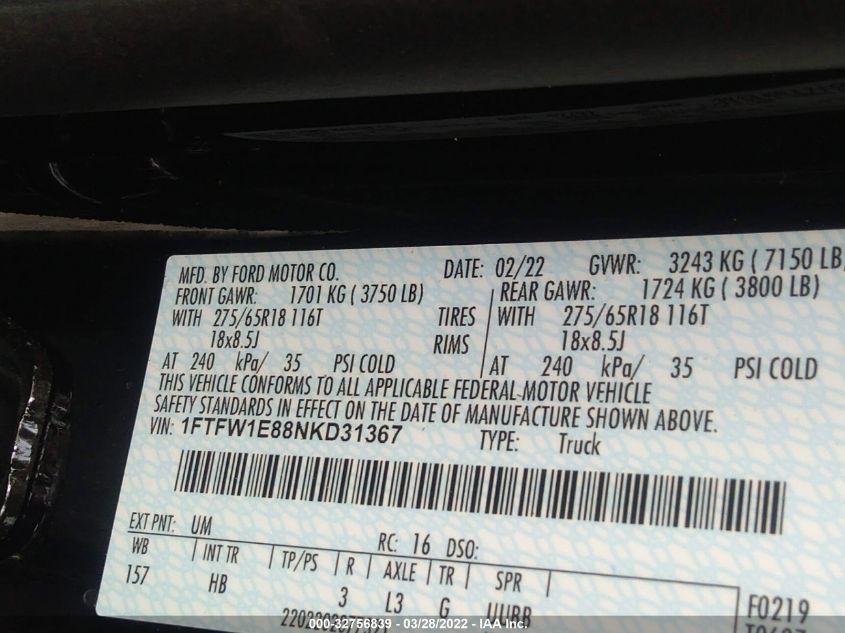 MFD. BY FORD MOTOR CO. DATE: 02/22 GVWR: 3243 KG ( 7150 LB
FRONT GAWR: 1701 KG ( 3750 LB) REAR GAWR: 1724 KG ( 3800 LB)
WITH 275/65R18 116T TIRES WITH 275/65R18 116T
18x8.5J RIMS 18x8.5J
AT 240 kPa/ 35 PSI COLD AT 240 kPa/ 35 PSI COLD
THIS VEHICLE CONFORMS TO ALL APPLICABLE FEDERAL MOTOR VEHICLE
SAFETY STANDARDS IN EFFECT ON THE DATE OF MANUFACTURE SHOWN ABOVE.
VIN: 1FTFW1E88NKD31367 TYPE: Truck
EXT PNT: UM RC: 16 DSO:
WB INT TR TP/PS R AXLE TR SPR
157 HB 3 L3 G UUBB F0219
000-32756839 - 03/28/2022 - © IAA Inc.